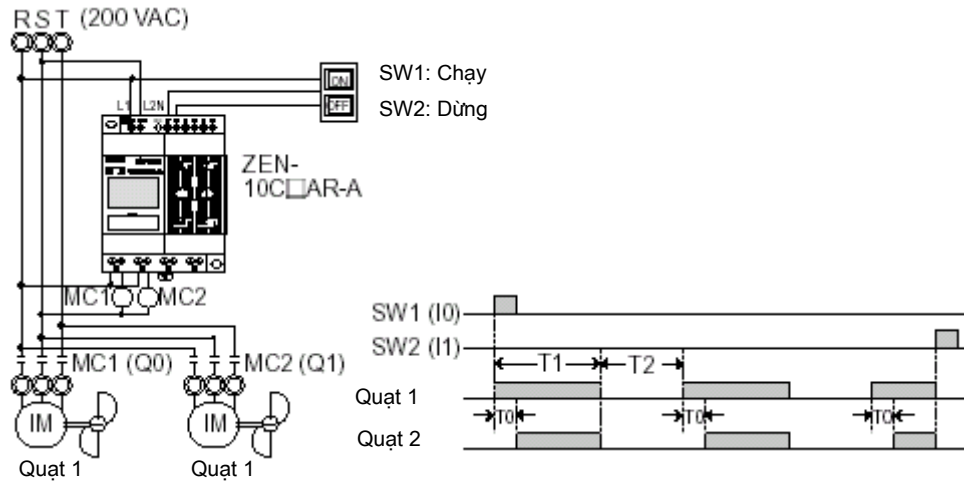 R S T (200 VAC)
ON
SW1: Chạy
OFF
SW2: Dừng
L1 L2N
ZEN-
10C□AR-A
MC1 MC2
MC1 (Q0) MC2 (Q1)
IM IM
Quạt 1 Quạt 1
SW1 (I0)
SW2 (I1)
T1 T2
Quạt 1
T0 T0 T0
Quạt 2